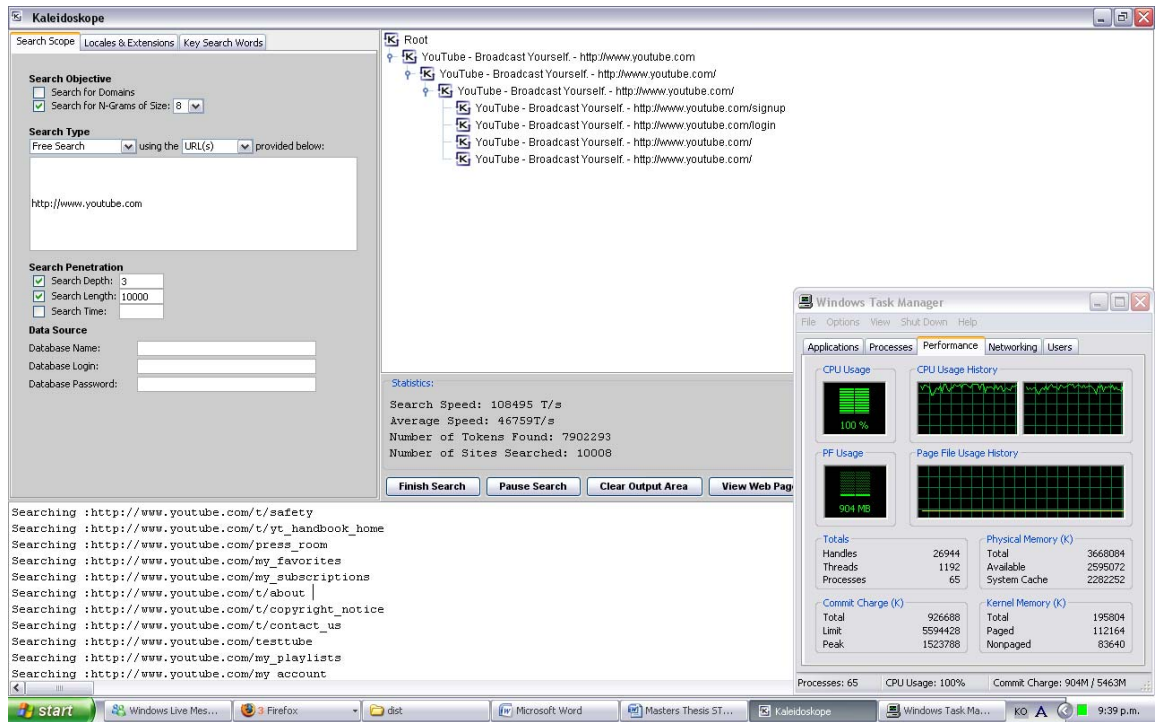 Kaleidoskope
Search Scope
Locales & Extensions
Key Search Words
Search Objective
Search for Domains
Search for N-Grams of Size: 8
Search Type
Free Search using the URL(s) provided below:
http://www.youtube.com
Search Penetration
Search Depth: 3
Search Length: 10000
Search Time:
Data Source
Database Name:
Database Login:
Database Password:
Root
YouTube - Broadcast Yourself. - http://www.youtube.com
YouTube - Broadcast Yourself. - http://www.youtube.com/
YouTube - Broadcast Yourself. - http://www.youtube.com/
YouTube - Broadcast Yourself. - http://www.youtube.com/signup
YouTube - Broadcast Yourself. - http://www.youtube.com/login
YouTube - Broadcast Yourself. - http://www.youtube.com/
YouTube - Broadcast Yourself. - http://www.youtube.com/
Statistics:
Search Speed: 108495 T/s
Average Speed: 46759T/s
Number of Tokens Found: 7902293
Number of Sites Searched: 10008
Finish Search
Pause Search
Clear Output Area
View Web Pag
Searching :http://www.youtube.com/t/safety
Searching :http://www.youtube.com/t/yt_handbook_home
Searching :http://www.youtube.com/press_room
Searching :http://www.youtube.com/my_favorites
Searching :http://www.youtube.com/my_subscriptions
Searching :http://www.youtube.com/t/about
Searching :http://www.youtube.com/t/copyright_notice
Searching :http://www.youtube.com/t/contact_us
Searching :http://www.youtube.com/testtube
Searching :http://www.youtube.com/my_playlists
Searching :http://www.youtube.com/my_account
Windows Task Manager
File Options View Shut Down Help
Applications Processes Performance Networking Users
CPU Usage
100 %
CPU Usage History
PF Usage
904 MB
Page File Usage History
Totals
Handles 26944
Threads 1192
Processes 65
Physical Memory (K)
Total 3668084
Available 2595072
System Cache 2282252
Commit Charge (K)
Total 926688
Limit 5594428
Peak 1523788
Kernel Memory (K)
Total 195804
Paged 112164
Nonpaged 83640
Processes: 65 CPU Usage: 100% Commit Charge: 904M / 5463M
start
Windows Live Mes...
3 Firefox
dist
Microsoft Word
Masters Thesis ST...
Kaleidoskope
Windows Task Ma...
KO A
9:39 p.m.